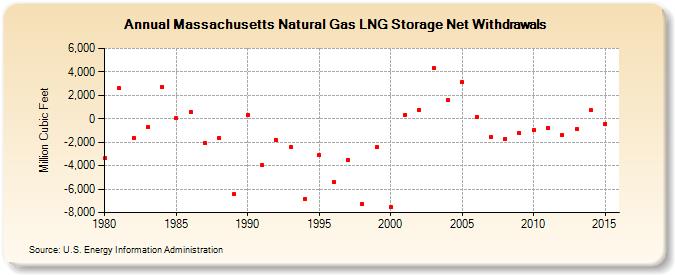 Annual Massachusetts Natural Gas LNG Storage Net Withdrawals
Million Cubic Feet
6,000
4,000
2,000
0
-2,000
-4,000
-6,000
-8,000
1980 1985 1990 1995 2000 2005 2010 2015
Source: U.S. Energy Information Administration